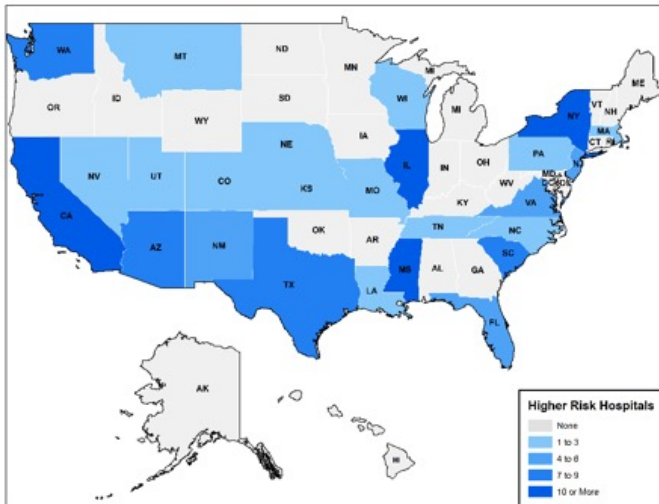 WA
MT
ND
MN
MI
ME
OR
ID
SD
WI
VT
NH
WY
MI
NY
MA
IA
CT
RI
NE
PA
NV
UT
IL
IN
OH
NJ
CO
MD
DE
KS
MO
WV
VA
CA
KY
TN
NC
AZ
NM
OK
AR
SC
MS
AL
GA
TX
LA
FL
AK
HI
Higher Risk Hospitals
None
1 to 3
4 to 6
7 to 9
10 or More